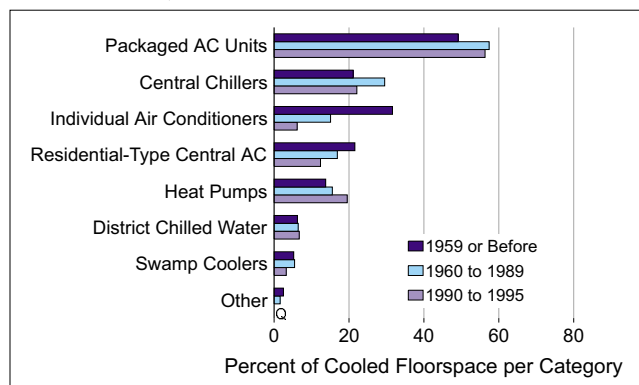 Packaged AC Units
Central Chillers
Individual Air Conditioners
Residential-Type Central AC
Heat Pumps
District Chilled Water
Swamp Coolers
Other
Q
1959 or Before
1960 to 1989
1990 to 1995
0 20 40 60 80
Percent of Cooled Floorspace per Category